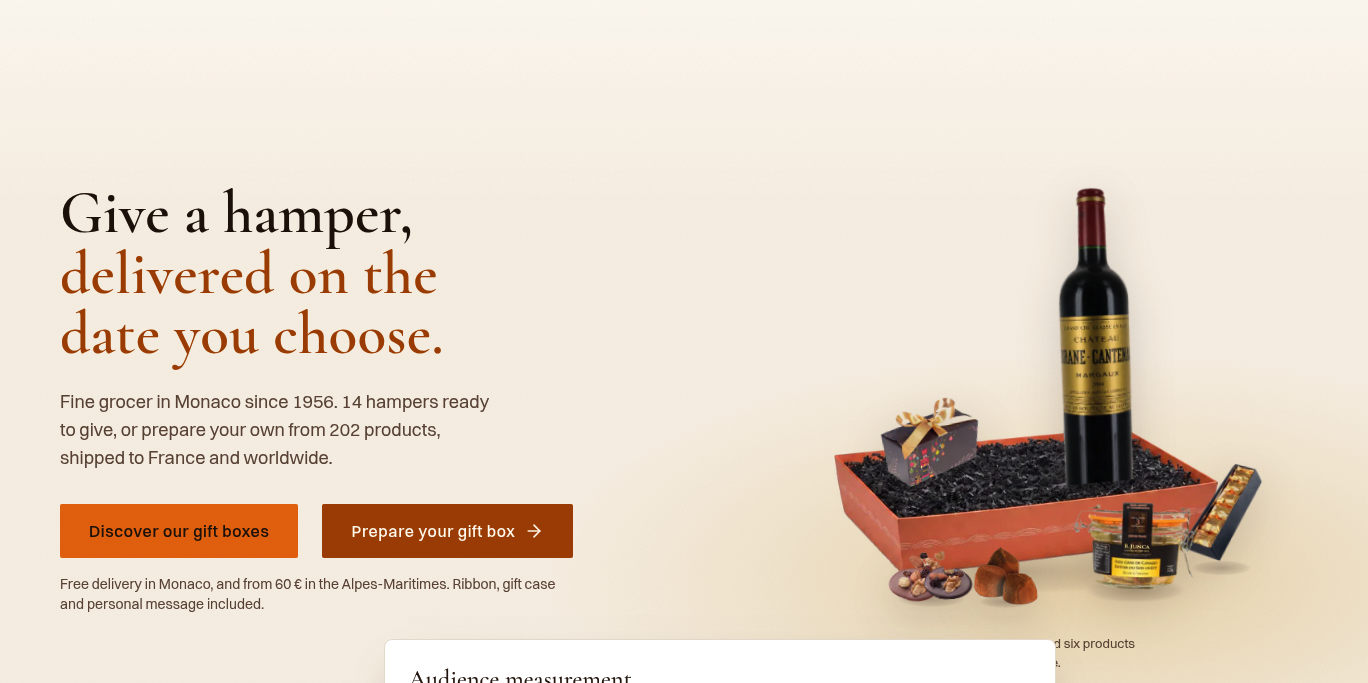 Give a hamper,
delivered on the
date you choose.
Fine grocer in Monaco since 1956. 14 hampers ready
to give, or prepare your own from 202 products,
shipped to France and worldwide.
Discover our gift boxes
Prepare your gift box →
Free delivery in Monaco, and from 60 € in the Alpes-Maritimes. Ribbon, gift case
and personal message included.
CHATEAU
BRANE-CANTENA
MARGAUX
R. JUNCA
d six products
e.
Audience measurement